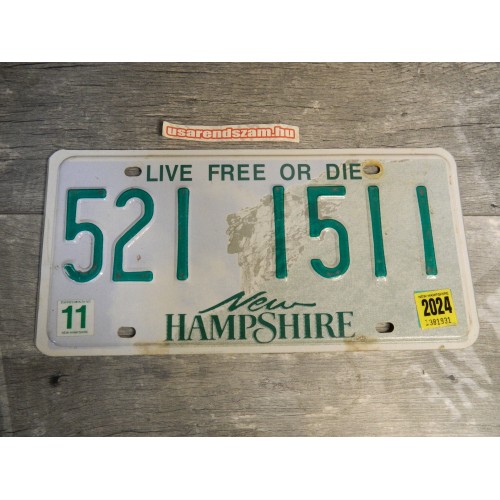 usarendszam.hu
LIVE FREE OR DIE
521 1511
New
HAMPSHIRE
11
2024